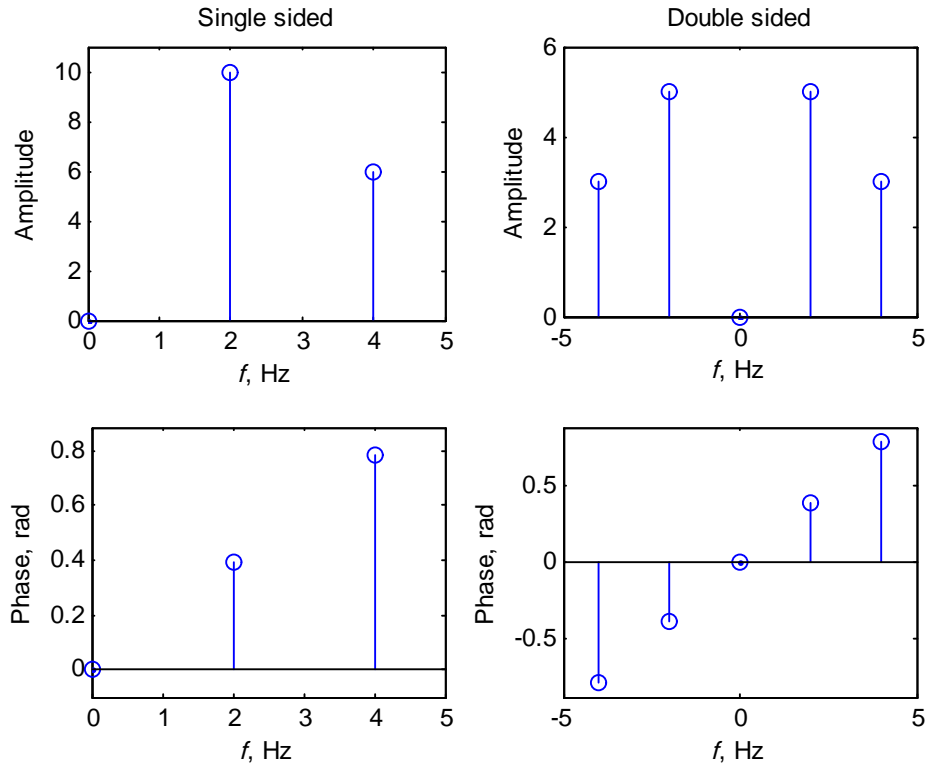 Single sided
10
8
6
4
2
0
Amplitude
0 1 2 3 4 5
f, Hz
Double sided
6
4
2
0
Amplitude
-5 0 5
f, Hz
0.8
0.6
0.4
0.2
0
Phase, rad
0 1 2 3 4 5
f, Hz
0.5
0
-0.5
Phase, rad
-5 0 5
f, Hz